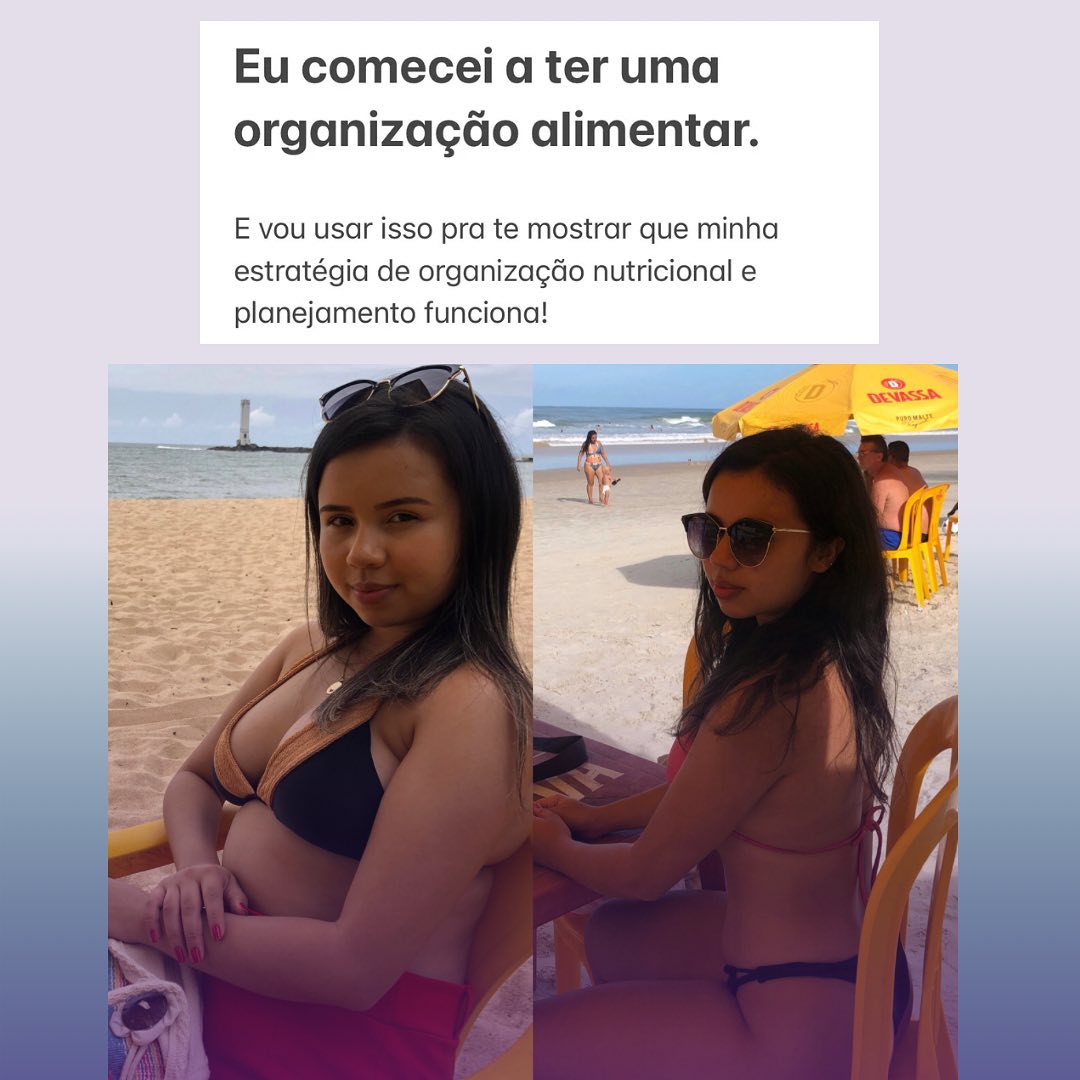 Eu comecei a ter uma
organização alimentar.
E vou usar isso pra te mostrar que minha
estratégia de organização nutricional e
planejamento funciona!
DEVASSA
PURO MALTE